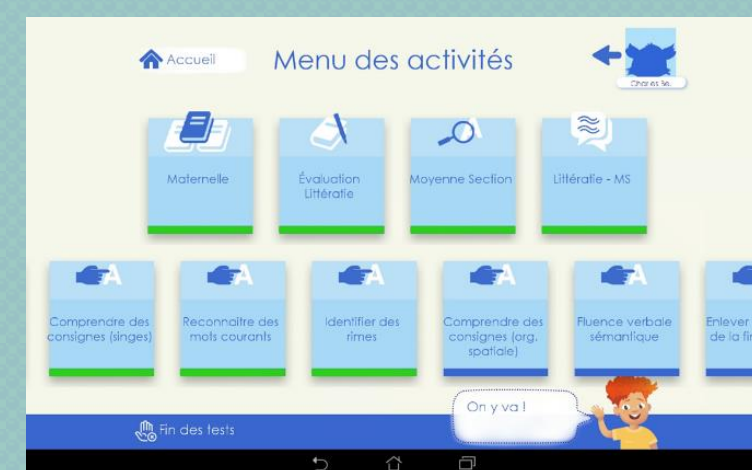 Accueil
Menu des activités
Charles Be.
Maternelle
Évaluation
Littératie
Moyenne Section
Littératie - MS
Comprendre des
consignes (singes)
Reconnaître des
mots courants
Identifier des
rimes
Comprendre des
consignes (org.
spatiale)
Fluence verbale
sémantique
Enlever
de la fin
On y va !
Fin des tests